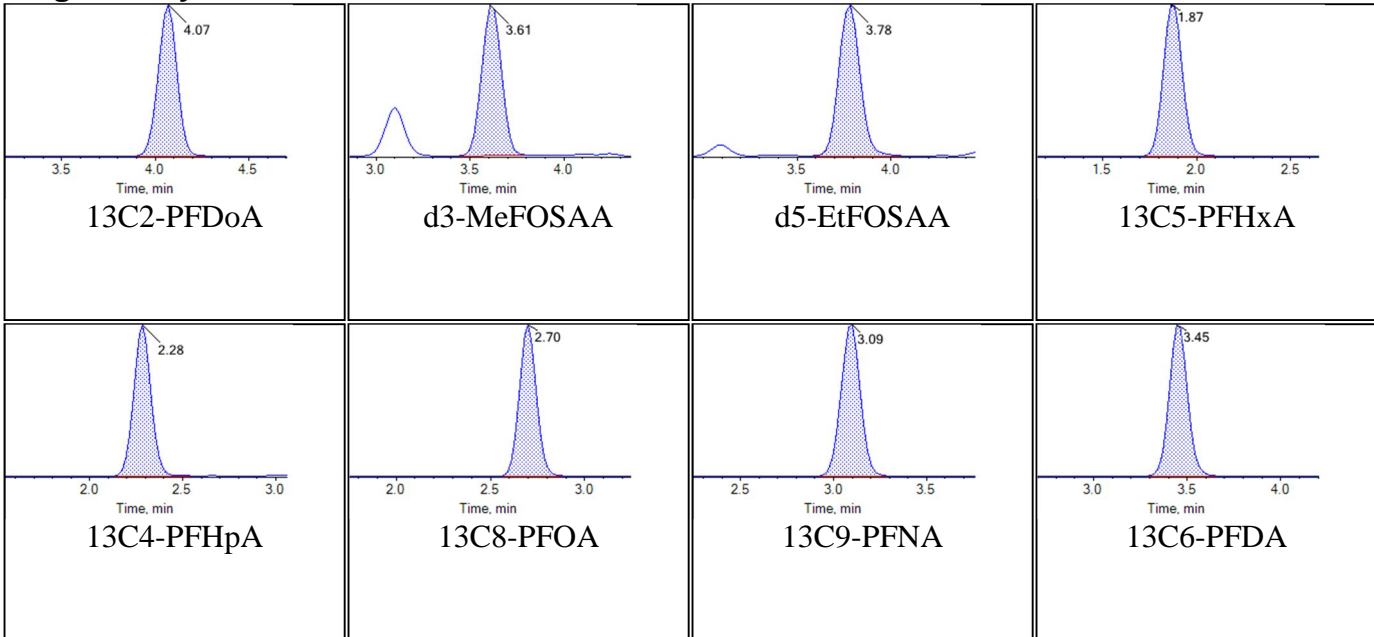 4.07
3.5 4.0 4.5
Time, min
13C2-PFDoA
3.61
3.0 3.5 4.0
Time, min
d3-MeFOSAA
3.78
3.5 4.0
Time, min
d5-EtFOSAA
1.87
1.5 2.0 2.5
Time, min
13C5-PFHxA
2.28
2.0 2.5 3.0
Time, min
13C4-PFHpA
2.70
2.0 2.5 3.0
Time, min
13C8-PFOA
3.09
2.5 3.0 3.5
Time, min
13C9-PFNA
3.45
3.0 3.5 4.0
Time, min
13C6-PFDA